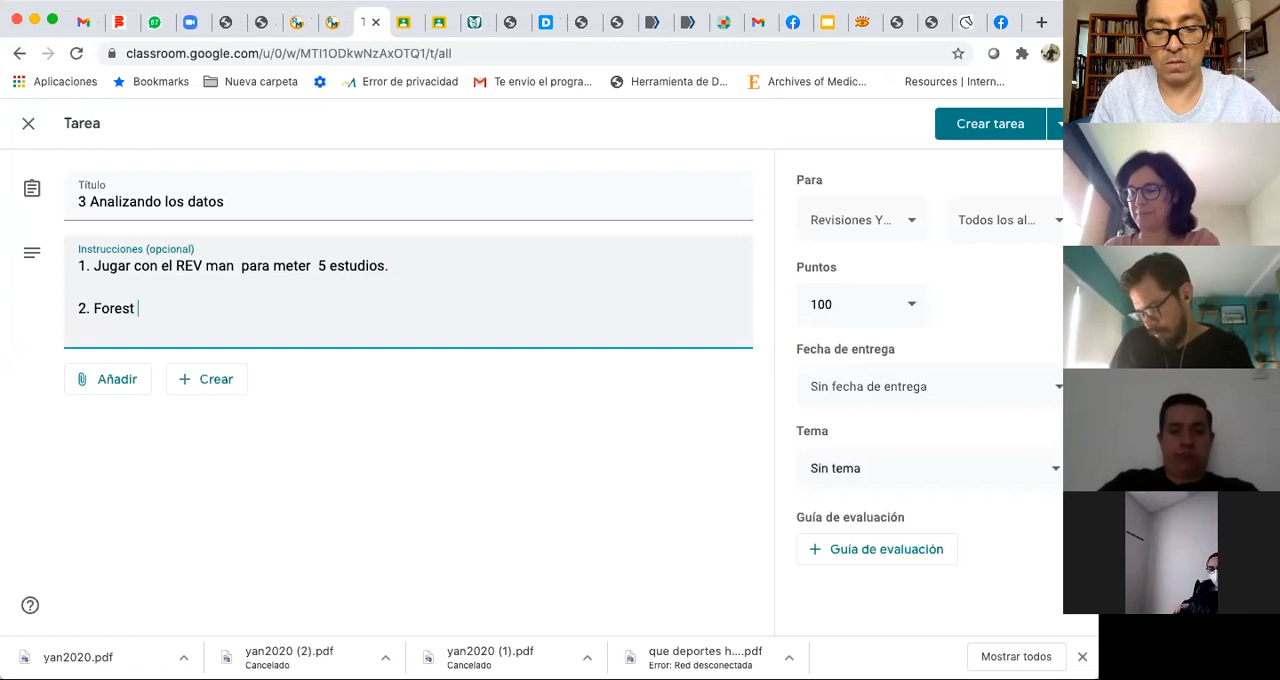 T
classroom.google.com/u/0/w/MTI1ODkwNzAxOTQ1/t/all
Aplicaciones
Bookmarks
Nueva carpeta
Error de privacidad
Te envio el progra...
Herramienta de D...
Archives of Medic...
Resources | Intern...
Tarea
Crear tarea
Título
3 Analizando los datos
Instrucciones (opcional)
1. Jugar con el REV man  para meter  5 estudios.
2. Forest
Añadir
Crear
Para
Revisiones Y...
Todos los al...
Puntos
100
Fecha de entrega
Sin fecha de entrega
Tema
Sin tema
Guía de evaluación
Guía de evaluación
yan2020.pdf
yan2020 (2).pdf
Cancelado
yan2020 (1).pdf
Cancelado
que deportes h....pdf
Error: Red desconectada
Mostrar todos